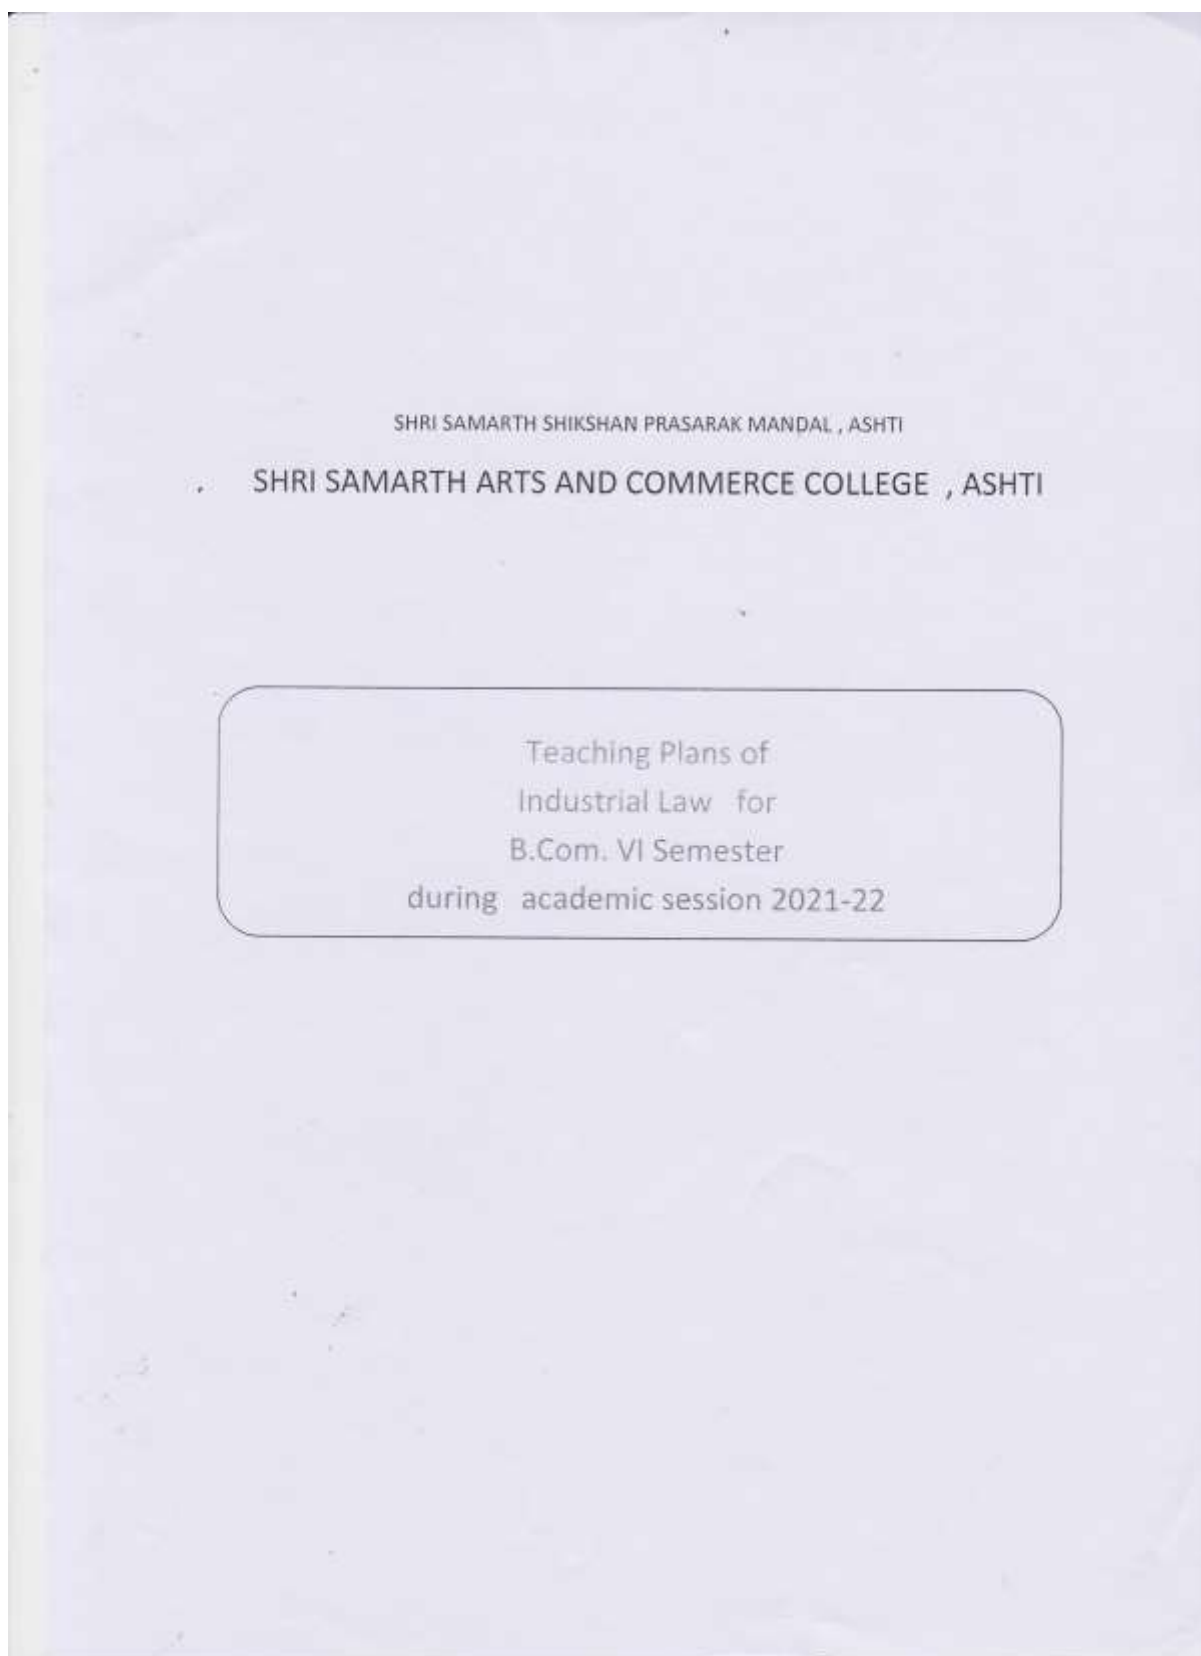 SHRI SAMARTH SHIKSHAN PRASARAK MANDAL , ASHTI
SHRI SAMARTH ARTS AND COMMERCE COLLEGE , ASHTI
Teaching Plans of
Industrial Law for
B.Com. VI Semester
during academic session 2021-22